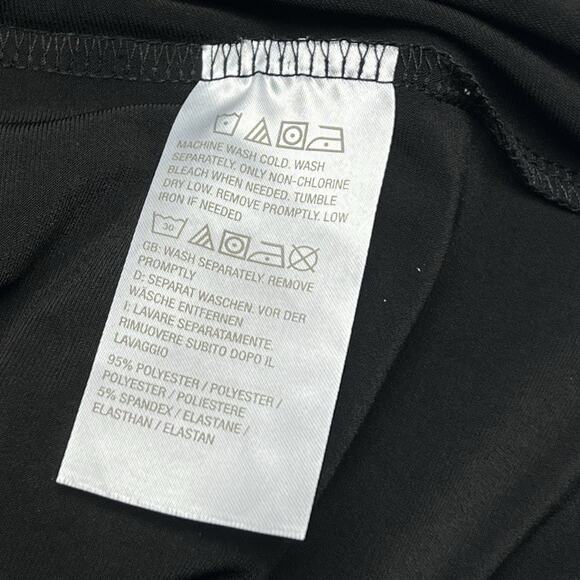 MACHINE WASH COLD. WASH
SEPARATELY. ONLY NON-CHLORINE
BLEACH WHEN NEEDED. TUMBLE
DRY LOW. REMOVE PROMPTLY. LOW
IRON IF NEEDED
30
GB: WASH SEPARATELY. REMOVE
PROMPTLY
D: SEPARAT WASCHEN. VOR DER
WÄSCHE ENTFERNEN
I: LAVARE SEPARATAMENTE.
RIMUOVERE SUBITO DOPO IL
LAVAGGIO
95% POLYESTER / POLYESTER /
POLYESTER / POLIESTERE
5% SPANDEX / ELASTANE /
ELASTHAN / ELASTAN